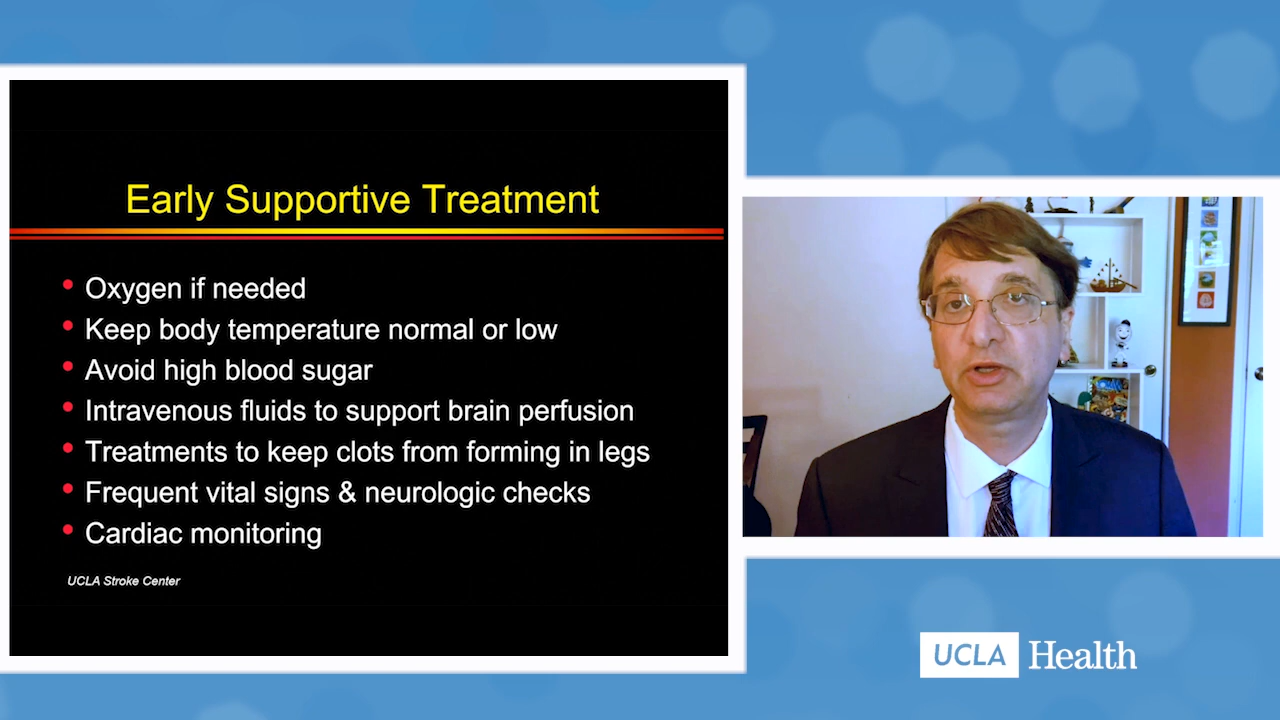 Early Supportive Treatment
• Oxygen if needed
• Keep body temperature normal or low
• Avoid high blood sugar
• Intravenous fluids to support brain perfusion
• Treatments to keep clots from forming in legs
• Frequent vital signs & neurologic checks
• Cardiac monitoring
UCLA Stroke Center
UCLA Health